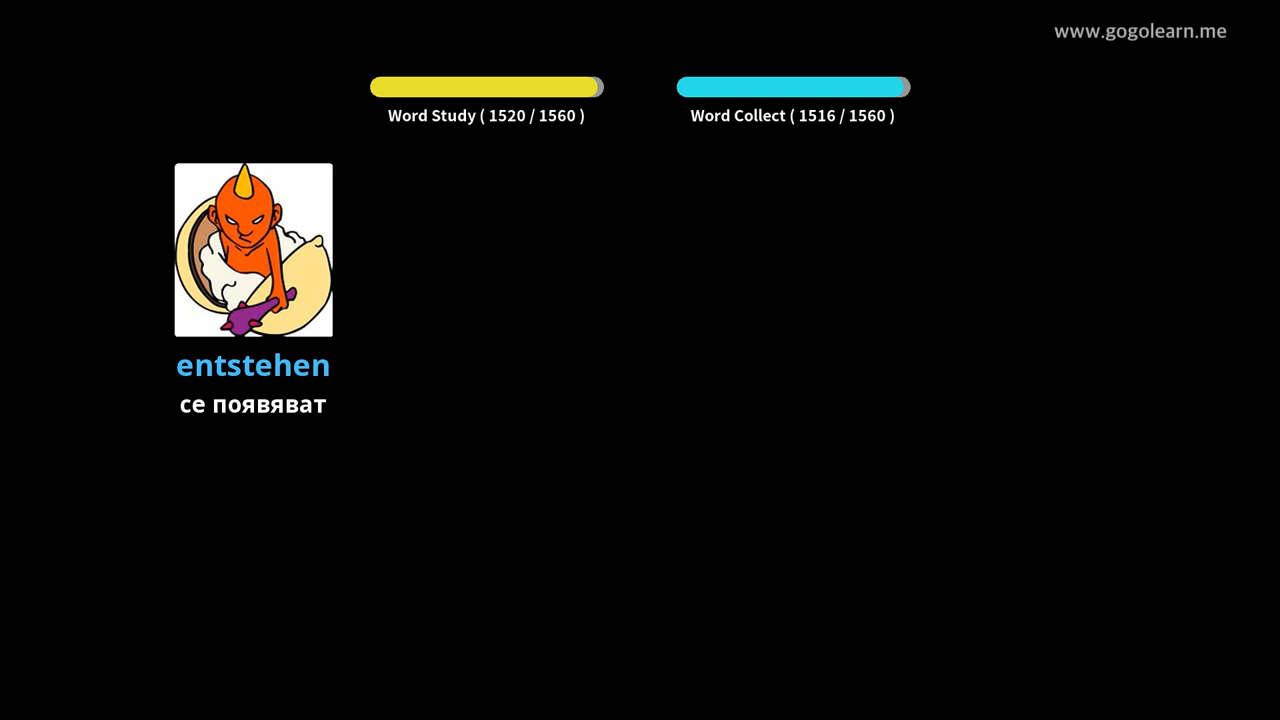 www.gogolearn.me
Word Study ( 1520 / 1560 )
Word Collect ( 1516 / 1560 )
entstehen
се появяват